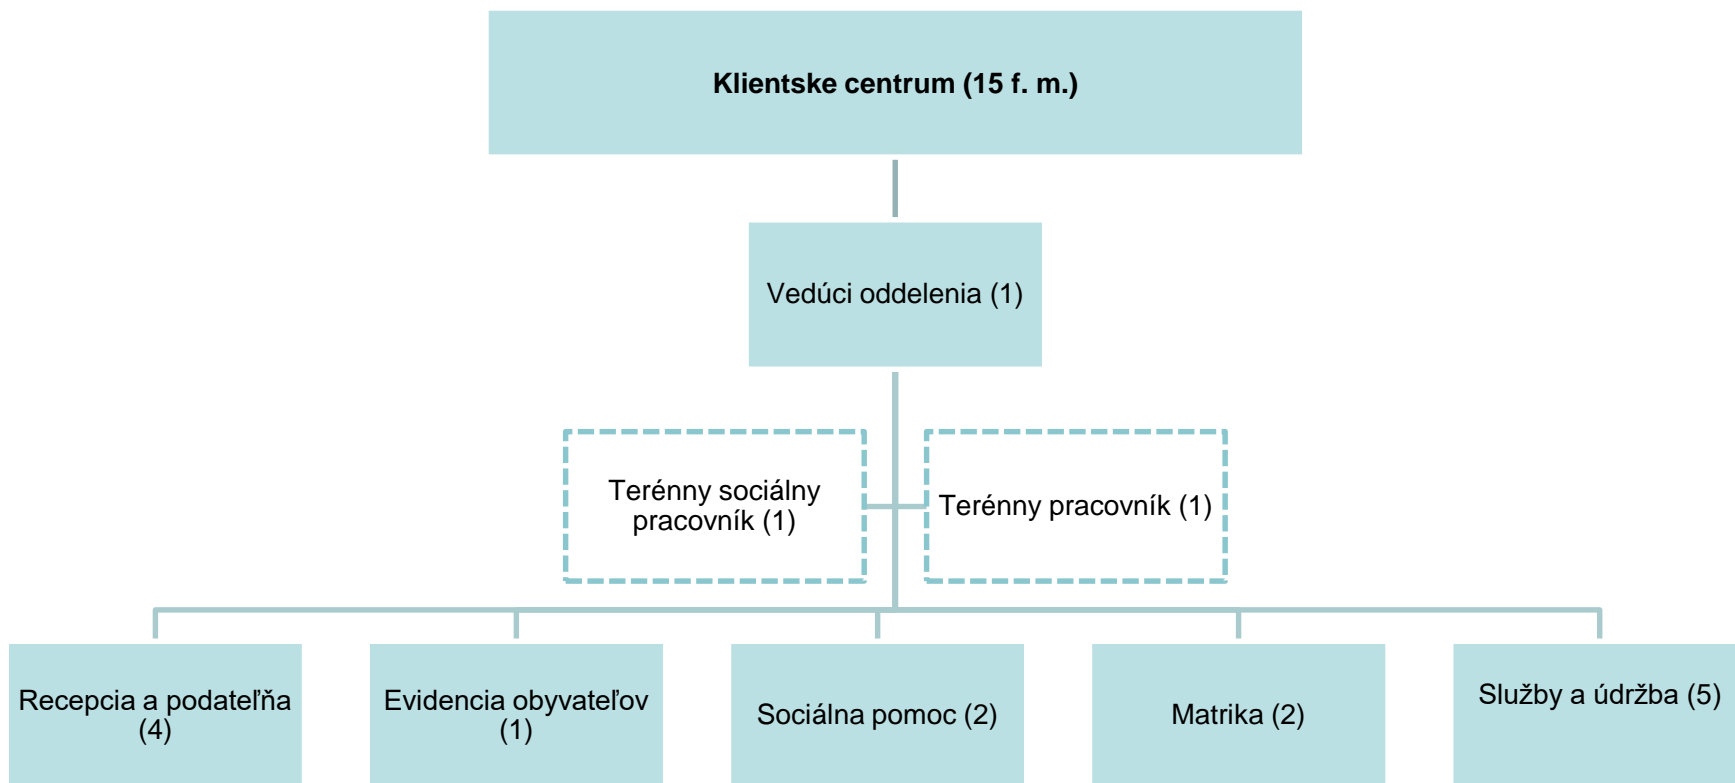 Klientske centrum (15 f. m.)
Vedúci oddelenia (1)
Terénny sociálny
pracovník (1)
Terénny pracovník (1)
Recepcia a podateľňa
(4)
Evidencia obyvateľov
(1)
Sociálna pomoc (2)
Matrika (2)
Služby a údržba (5)